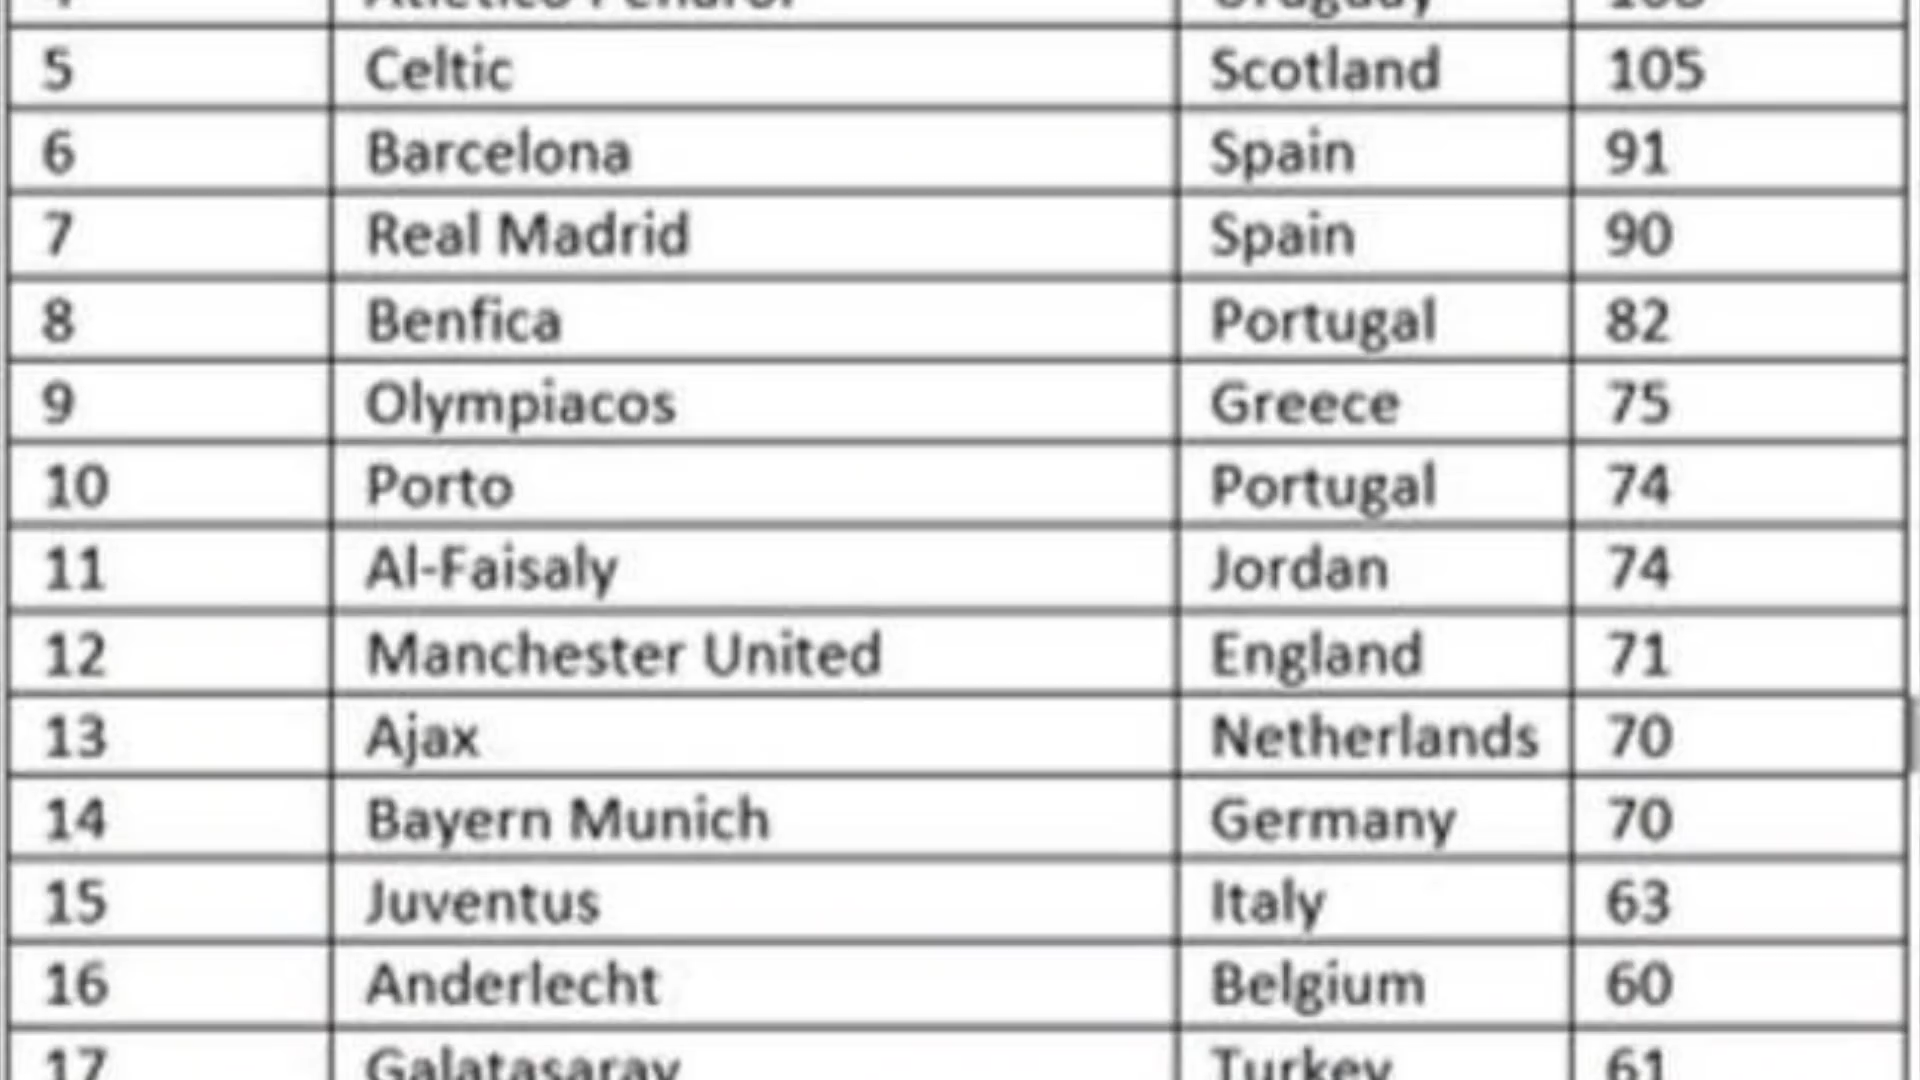 5 Celtic Scotland 105
6 Barcelona Spain 91
7 Real Madrid Spain 90
8 Benfica Portugal 82
9 Olympiacos Greece 75
10 Porto Portugal 74
11 Al-Faisaly Jordan 74
12 Manchester United England 71
13 Ajax Netherlands 70
14 Bayern Munich Germany 70
15 Juventus Italy 63
16 Anderlecht Belgium 60
17 Galatasaray Turkey 61